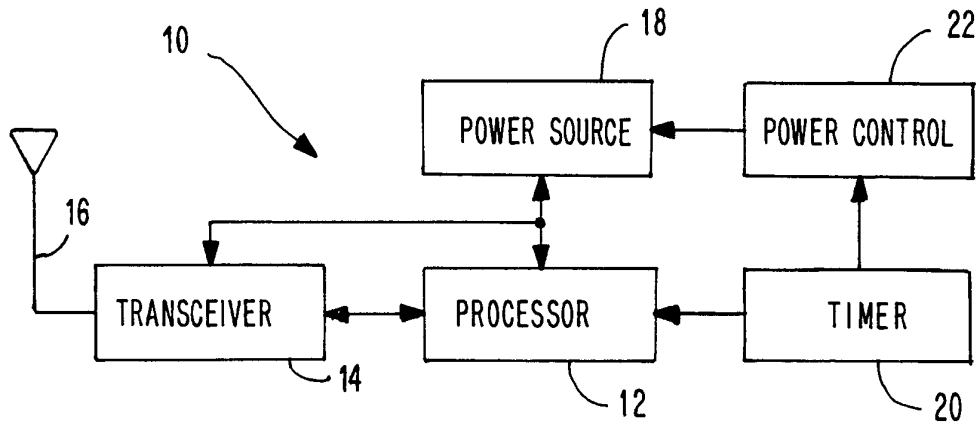 10
18
22
POWER SOURCE
POWER CONTROL
16
TRANSCEIVER
PROCESSOR
TIMER
14
12
20